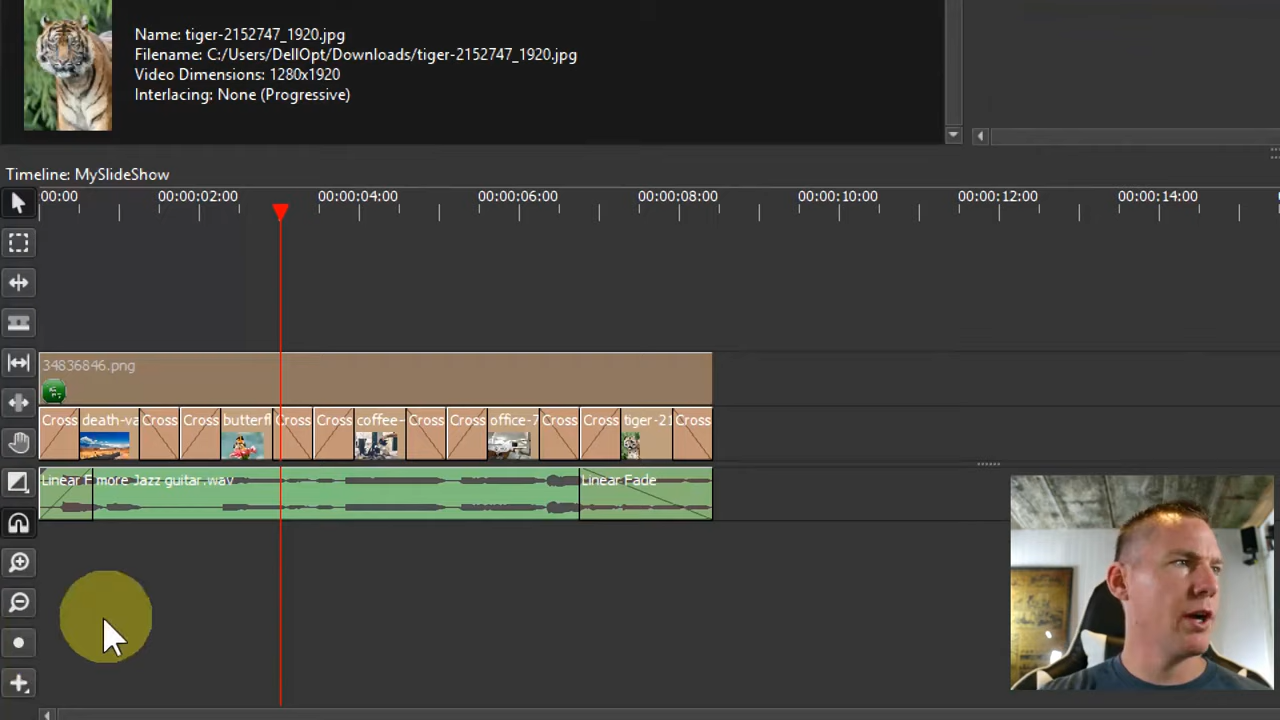 Name: tiger-2152747_1920.jpg
Filename: C:/Users/DellOpt/Downloads/tiger-2152747_1920.jpg
Video Dimensions: 1280x1920
Interlacing: None (Progressive)
Timeline: MySlideShow
00:00 00:00:02:00 00:00:04:00 00:00:06:00 00:00:08:00 00:00:10:00 00:00:12:00 00:00:14:00
34836846.png
Cross death-va Cross Cross butterfl Cross Cross coffee- Cross Cross office-7 Cross Cross tiger-21 Cross
Linear F more Jazz guitar.wav Linear Fade